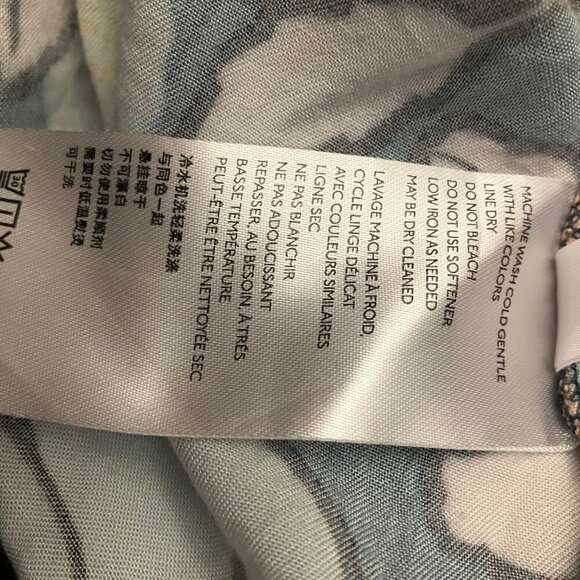 MACHINE WASH COLD GENTLE
WITH LIKE COLORS
LINE DRY
DO NOT BLEACH
DO NOT USE SOFTENER
LOW IRON AS NEEDED
MAY BE DRY CLEANED
LAVAGE MACHINE À FROID,
CYCLE LINGE DÉLICAT
AVEC COULEURS SIMILAIRES
LIGNE SEC
NE PAS BLANCHIR
NE PAS ADOUCISSANT
REPASSER, AU BESOIN À TRÈS
BASSE TEMPÉRATURE
PEUT-ÊTRE ÊTRE NETTOYÉE SEC
冷水机洗轻柔洗涤
与同色一起
悬挂晾干
不可漂白
切勿使用柔顺剂
需要时低温熨烫
可干洗
30